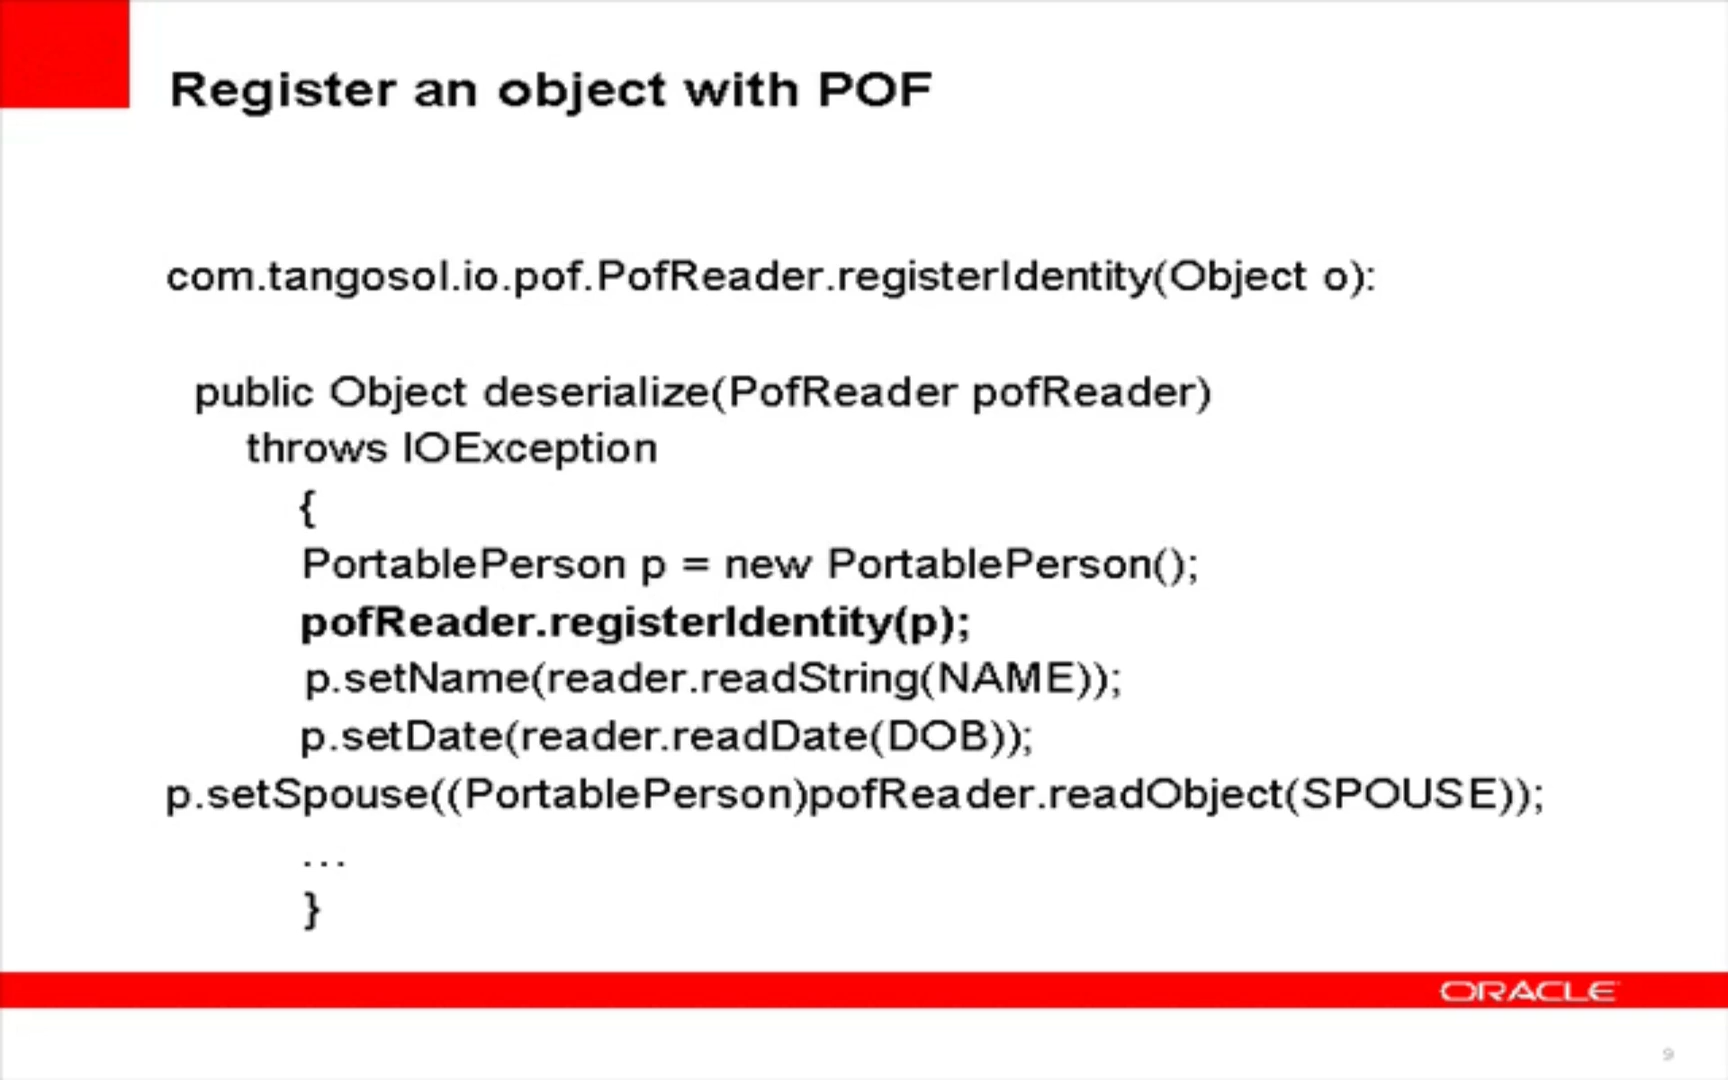 Register an object with POF
com.tangosol.io.pof.PofReader.registerIdentity(Object o):
public Object deserialize(PofReader pofReader)
throws IOException
{
PortablePerson p = new PortablePerson();
pofReader.registerIdentity(p);
p.setName(reader.readString(NAME));
p.setDate(reader.readDate(DOB));
p.setSpouse((PortablePerson)pofReader.readObject(SPOUSE));
...
}
ORACLE
9